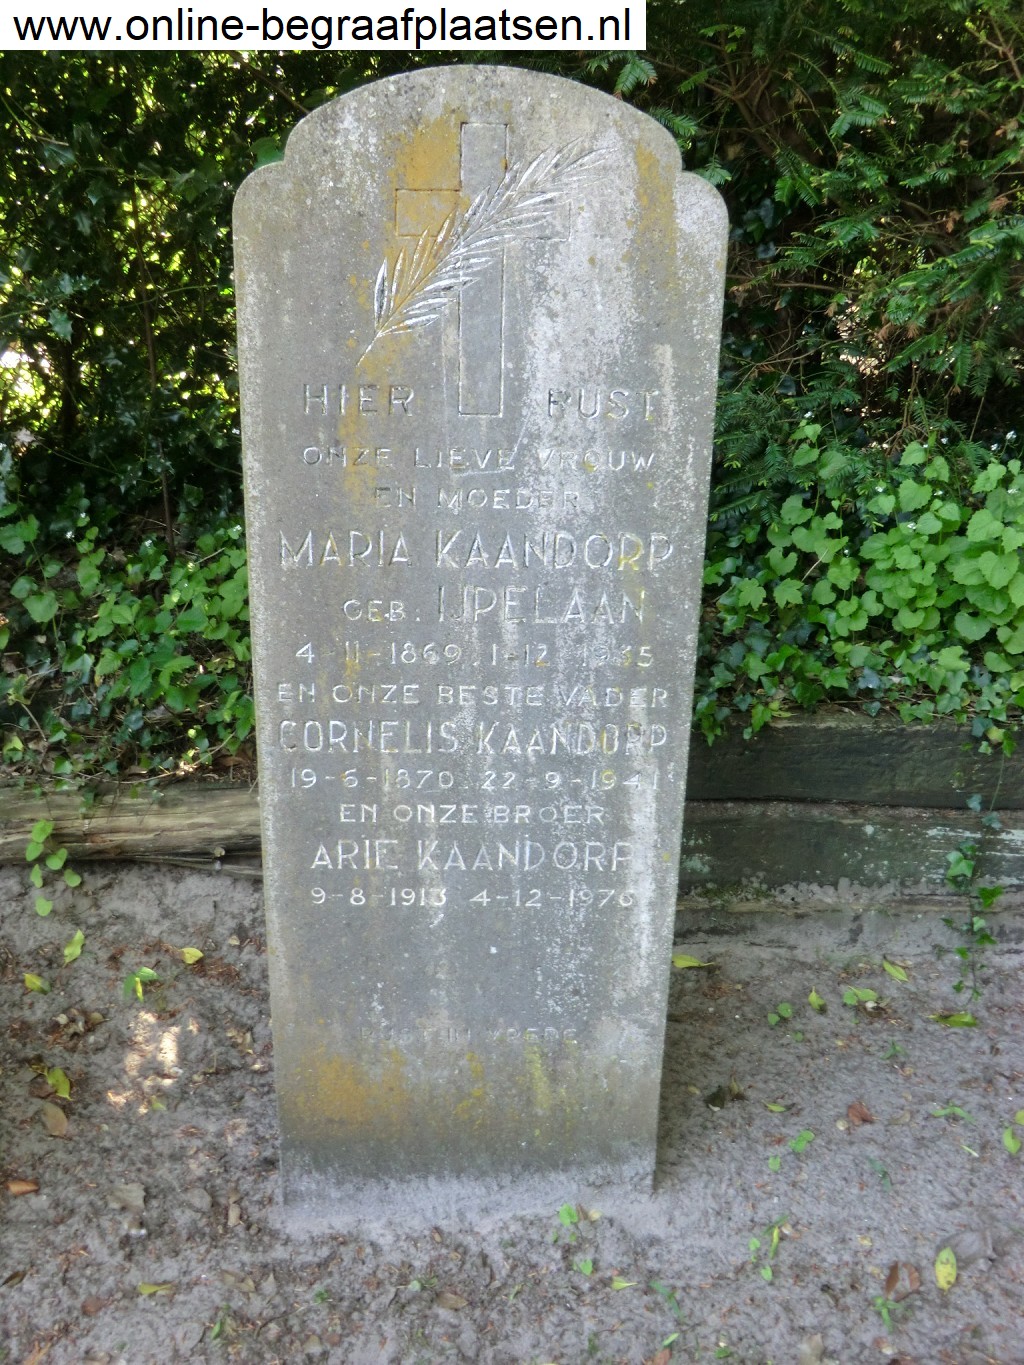 www.online-begraafplaatsen.nl
HIER RUST
ONZE LIEVE VROUW
EN MOEDER
MARIA KAANDORP
GEB. IJPELAAN
4-11-1869 1-12-1935
EN ONZE BESTE VADER
CORNELIS KAANDORP
19-6-1870 22-9-1941
EN ONZE BROER
ARIE KAANDORP
9-8-1913 4-12-1976
RUST IN VREDE